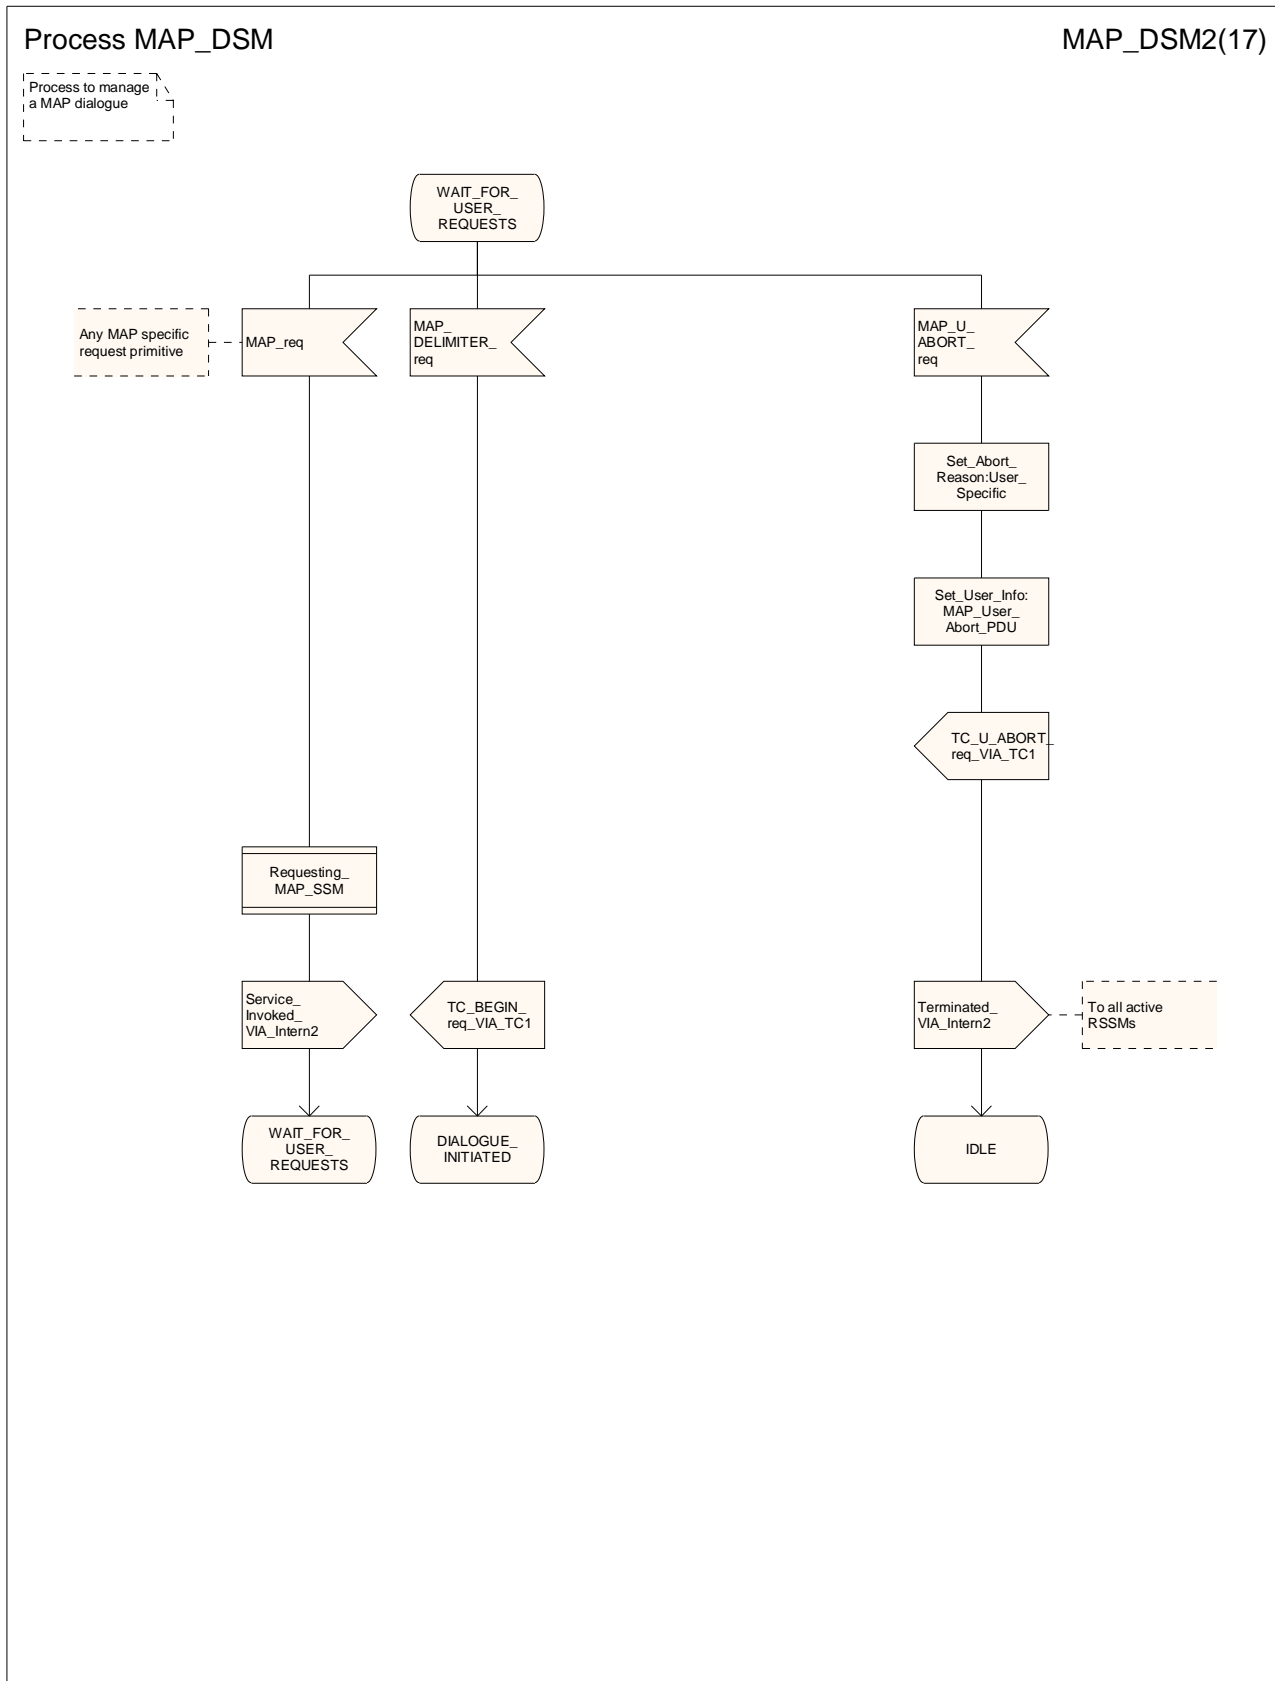 Process MAP_DSM
MAP_DSM2(17)
Process to manage
a MAP dialogue
WAIT_FOR_
USER_
REQUESTS
Any MAP specific
request primitive
MAP_req
MAP_
DELIMITER_
req
MAP_U_
ABORT_
req
Set_Abort_
Reason:User_
Specific
Set_User_Info:
MAP_User_
Abort_PDU
TC_U_ABORT_
req_VIA_TC1
Requesting_
MAP_SSM
Service_
Invoked_
VIA_Intern2
TC_BEGIN_
req_VIA_TC1
Terminated_
VIA_Intern2
To all active
RSSMs
WAIT_FOR_
USER_
REQUESTS
DIALOGUE_
INITIATED
IDLE